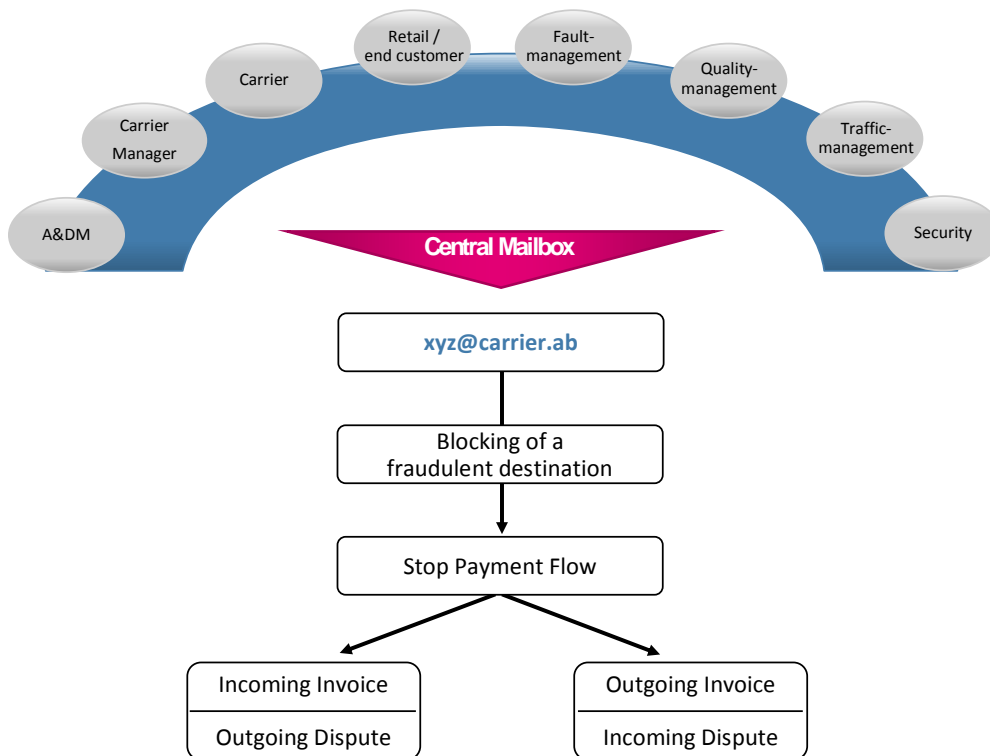 A&DM
Carrier
Manager
Carrier
Retail /
end customer
Fault-
management
Quality-
management
Traffic-
management
Security
Central Mailbox
xyz@carrier.ab
Blocking of a
fraudulent destination
Stop Payment Flow
Incoming Invoice
Outgoing Dispute
Outgoing Invoice
Incoming Dispute